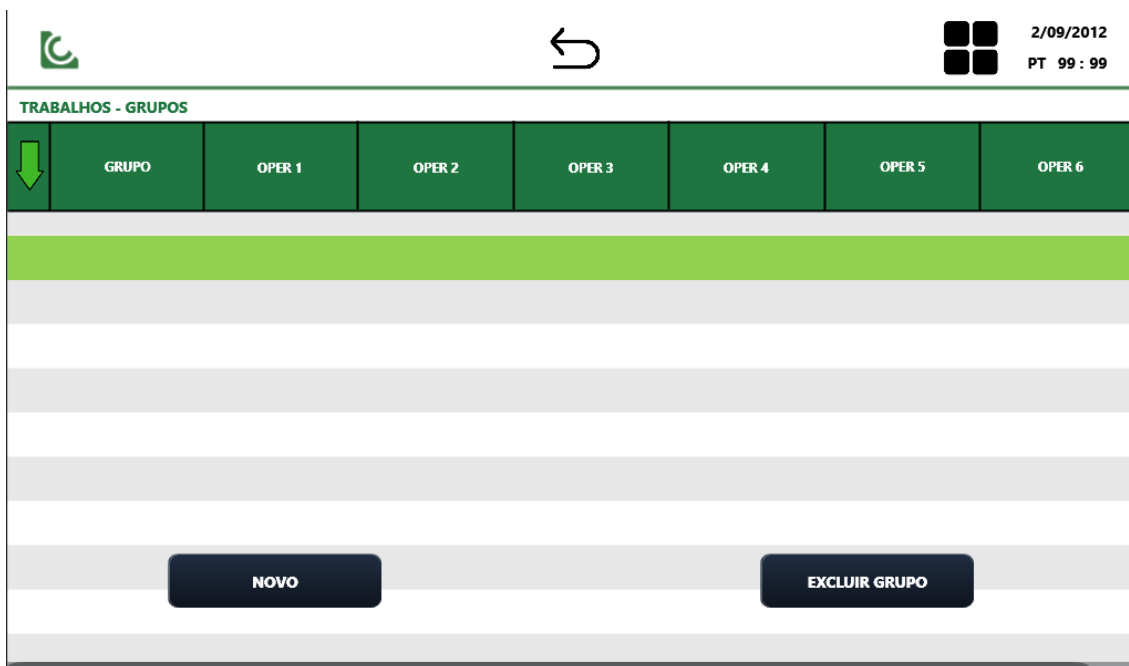 2/09/2012
PT 99 : 99
TRABALHOS - GRUPOS
GRUPO OPER 1 OPER 2 OPER 3 OPER 4 OPER 5 OPER 6
NOVO EXCLUIR GRUPO